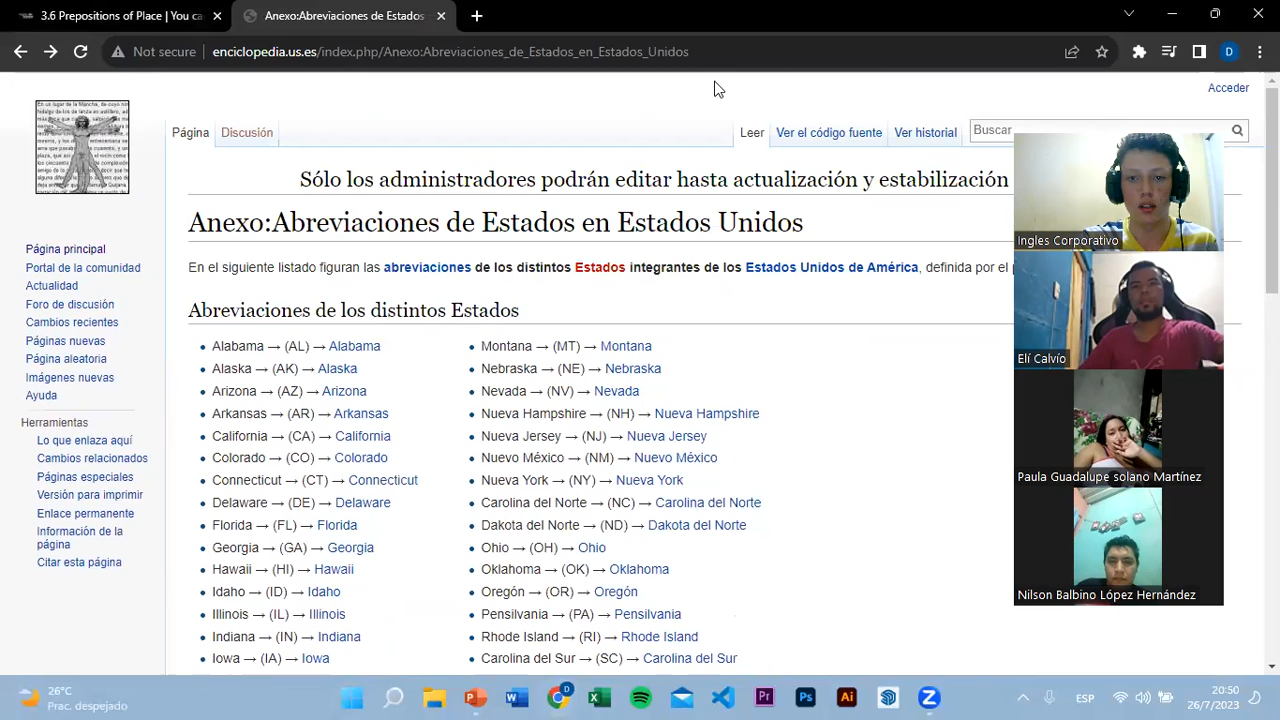 3.6 Prepositions of Place | You ca
Anexo:Abreviaciones de Estados
Not secure
enciclopedia.us.es/index.php/Anexo:Abreviaciones_de_Estados_en_Estados_Unidos
D
Acceder
Página
Discusión
Leer
Ver el código fuente
Ver historial
Buscar
Sólo los administradores podrán editar hasta actualización y estabilización
Anexo:Abreviaciones de Estados en Estados Unidos
En el siguiente listado figuran las abreviaciones de los distintos Estados integrantes de los Estados Unidos de América, definida por el
Abreviaciones de los distintos Estados
Página principal
Portal de la comunidad
Actualidad
Foro de discusión
Cambios recientes
Páginas nuevas
Página aleatoria
Imágenes nuevas
Ayuda
Herramientas
Lo que enlaza aquí
Cambios relacionados
Páginas especiales
Versión para imprimir
Enlace permanente
Información de la
página
Citar esta página
Alabama → (AL) → Alabama
Alaska → (AK) → Alaska
Arizona → (AZ) → Arizona
Arkansas → (AR) → Arkansas
California → (CA) → California
Colorado → (CO) → Colorado
Connecticut → (CT) → Connecticut
Delaware → (DE) → Delaware
Florida → (FL) → Florida
Georgia → (GA) → Georgia
Hawaii → (HI) → Hawaii
Idaho → (ID) → Idaho
Illinois → (IL) → Illinois
Indiana → (IN) → Indiana
Iowa → (IA) → Iowa
Montana → (MT) → Montana
Nebraska → (NE) → Nebraska
Nevada → (NV) → Nevada
Nueva Hampshire → (NH) → Nueva Hampshire
Nueva Jersey → (NJ) → Nueva Jersey
Nuevo México → (NM) → Nuevo México
Nueva York → (NY) → Nueva York
Carolina del Norte → (NC) → Carolina del Norte
Dakota del Norte → (ND) → Dakota del Norte
Ohio → (OH) → Ohio
Oklahoma → (OK) → Oklahoma
Oregón → (OR) → Oregón
Pensilvania → (PA) → Pensilvania
Rhode Island → (RI) → Rhode Island
Carolina del Sur → (SC) → Carolina del Sur
Ingles Corporativo
Elí Calvío
Paula Guadalupe solano Martínez
Nilson Balbino López Hernández
26°C
Prac. despejado
ESP
20:50
26/7/2023